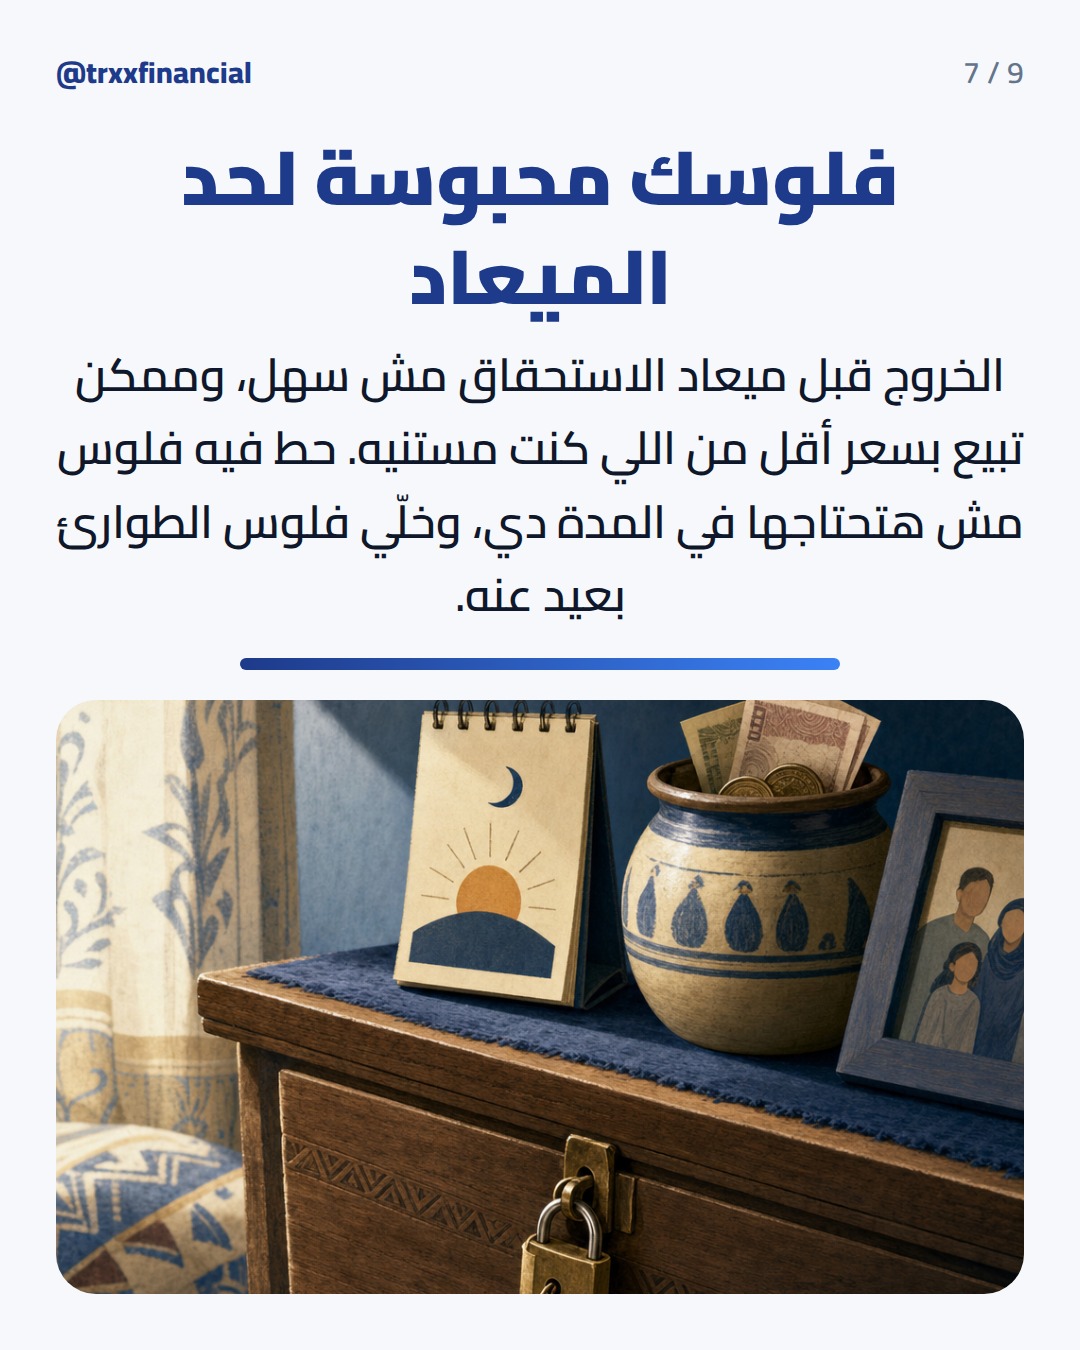 @trxxfinancial
7 / 9
فلوسك محبوسة لحد
الميعاد
الخروج قبل ميعاد الاستحقاق مش سهل، وممكن
تبيع بسعر أقل من اللي كنت مستنيه. حط فيه فلوس
مش هتحتاجها في المدة دي، وخلّي فلوس الطوارئ
بعيد عنه.